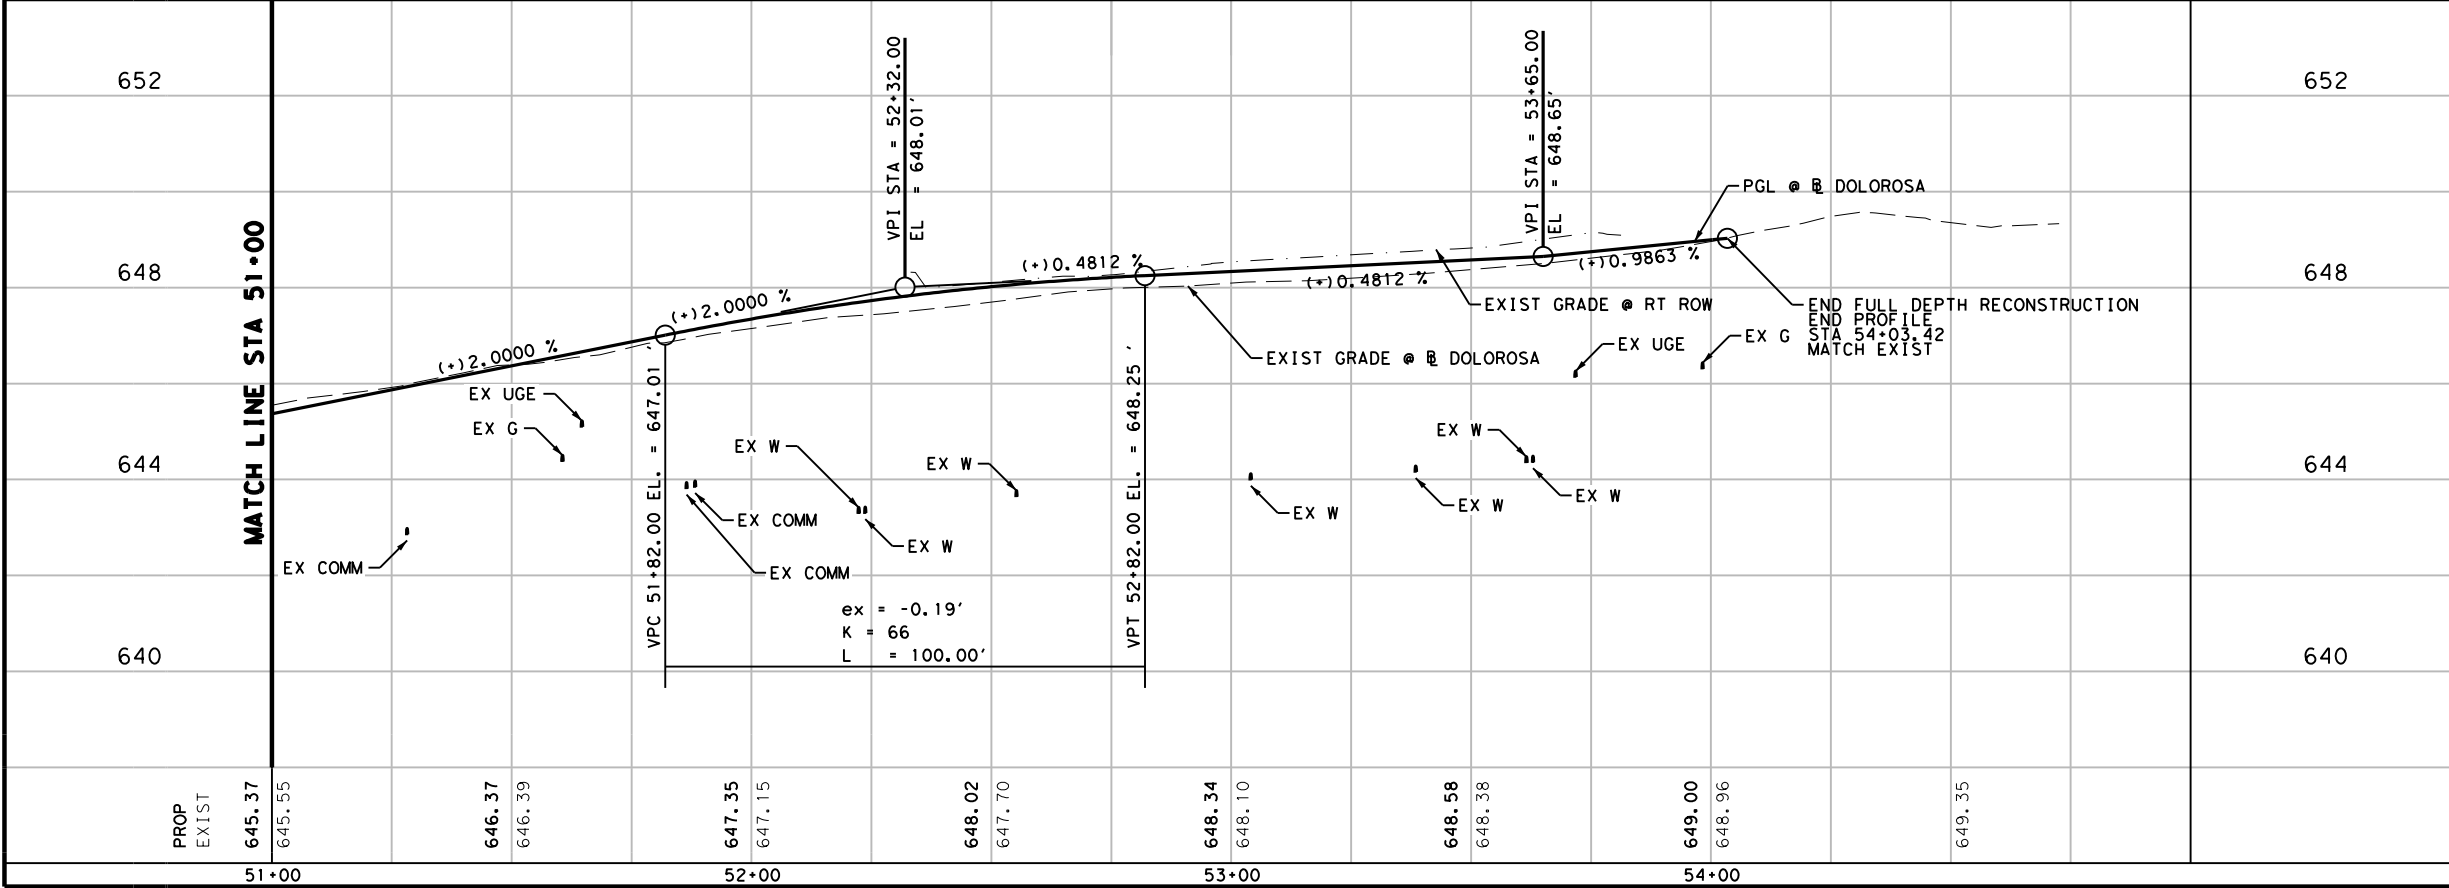 652
652
648
648
644
644
640
640
MATCH LINE STA 51+00
VPI STA = 52+32.00
EL = 648.01'
VPI STA = 53+65.00
EL = 648.65'
PGL @ BL DOLOROSA
(+)2.0000 %
(+)2.0000 %
(+)0.4812 %
(+)0.4812 %
(+)0.9863 %
EXIST GRADE @ RT ROW
EXIST GRADE @ BL DOLOROSA
END FULL DEPTH RECONSTRUCTION
END PROFILE
STA 54+03.42
MATCH EXIST
EX UGE
EX G
EX COMM
EX COMM
EX COMM
EX W
EX W
EX W
EX W
EX W
EX W
EX W
EX UGE
EX G
VPC 51+82.00 EL. = 647.01 '
VPT 52+82.00 EL. = 648.25 '
ex = -0.19'
K = 66
L = 100.00'
PROP
EXIST
645.37
645.55
646.37
646.39
647.35
647.15
648.02
647.70
648.34
648.10
648.58
648.38
649.00
648.96
649.35
51+00
52+00
53+00
54+00